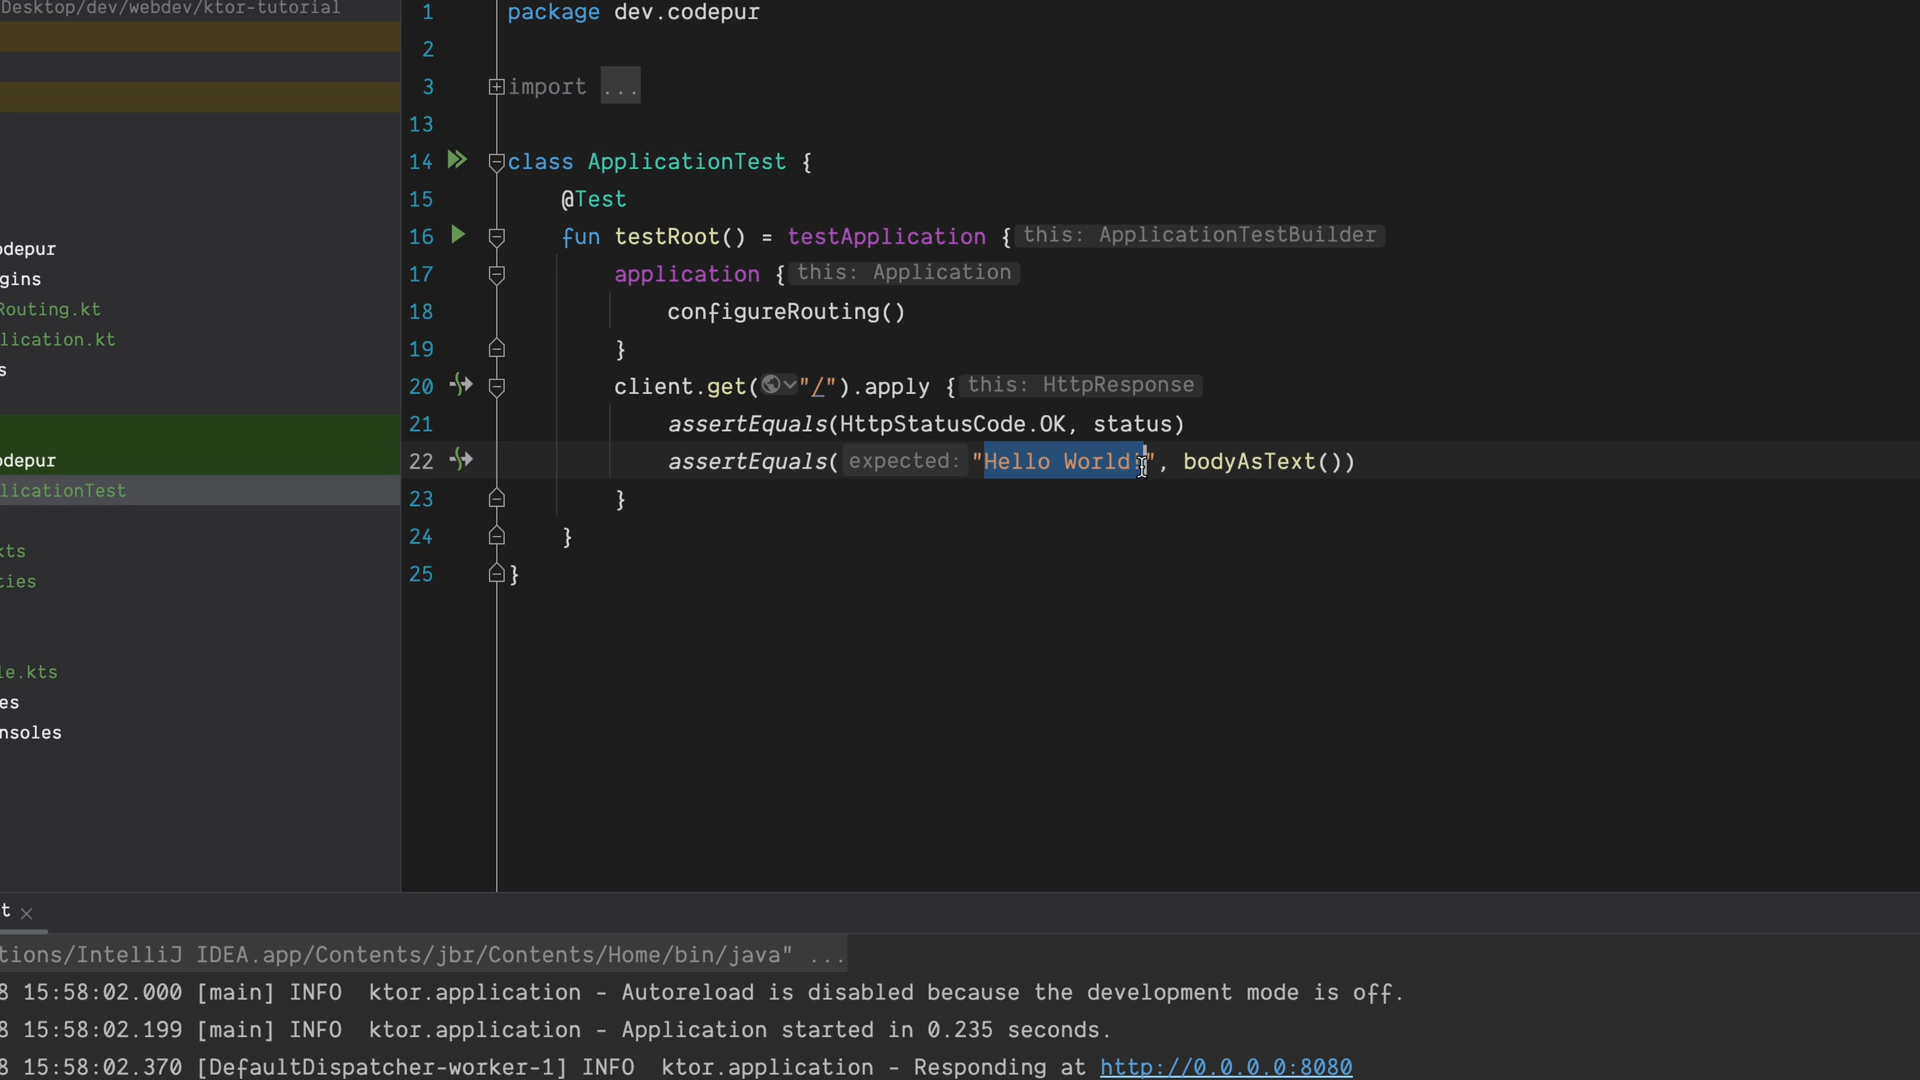 Desktop/dev/webdev/ktor-tutorial
odepur
gins
Routing.kt
lication.kt
s
odepur
licationTest
kts
ties
le.kts
es
nsoles
1 package dev.codepur
2
3 import ...
13
14 class ApplicationTest {
15 @Test
16 fun testRoot() = testApplication { this: ApplicationTestBuilder
17 application { this: Application
18 configureRouting()
19 }
20 client.get("/").apply { this: HttpResponse
21 assertEquals(HttpStatusCode.OK, status)
22 assertEquals( expected: "Hello World!", bodyAsText())
23 }
24 }
25 }
t
tions/IntelliJ IDEA.app/Contents/jbr/Contents/Home/bin/java" ...
8 15:58:02.000 [main] INFO ktor.application - Autoreload is disabled because the development mode is off.
8 15:58:02.199 [main] INFO ktor.application - Application started in 0.235 seconds.
8 15:58:02.370 [DefaultDispatcher-worker-1] INFO ktor.application - Responding at http://0.0.0.0:8080